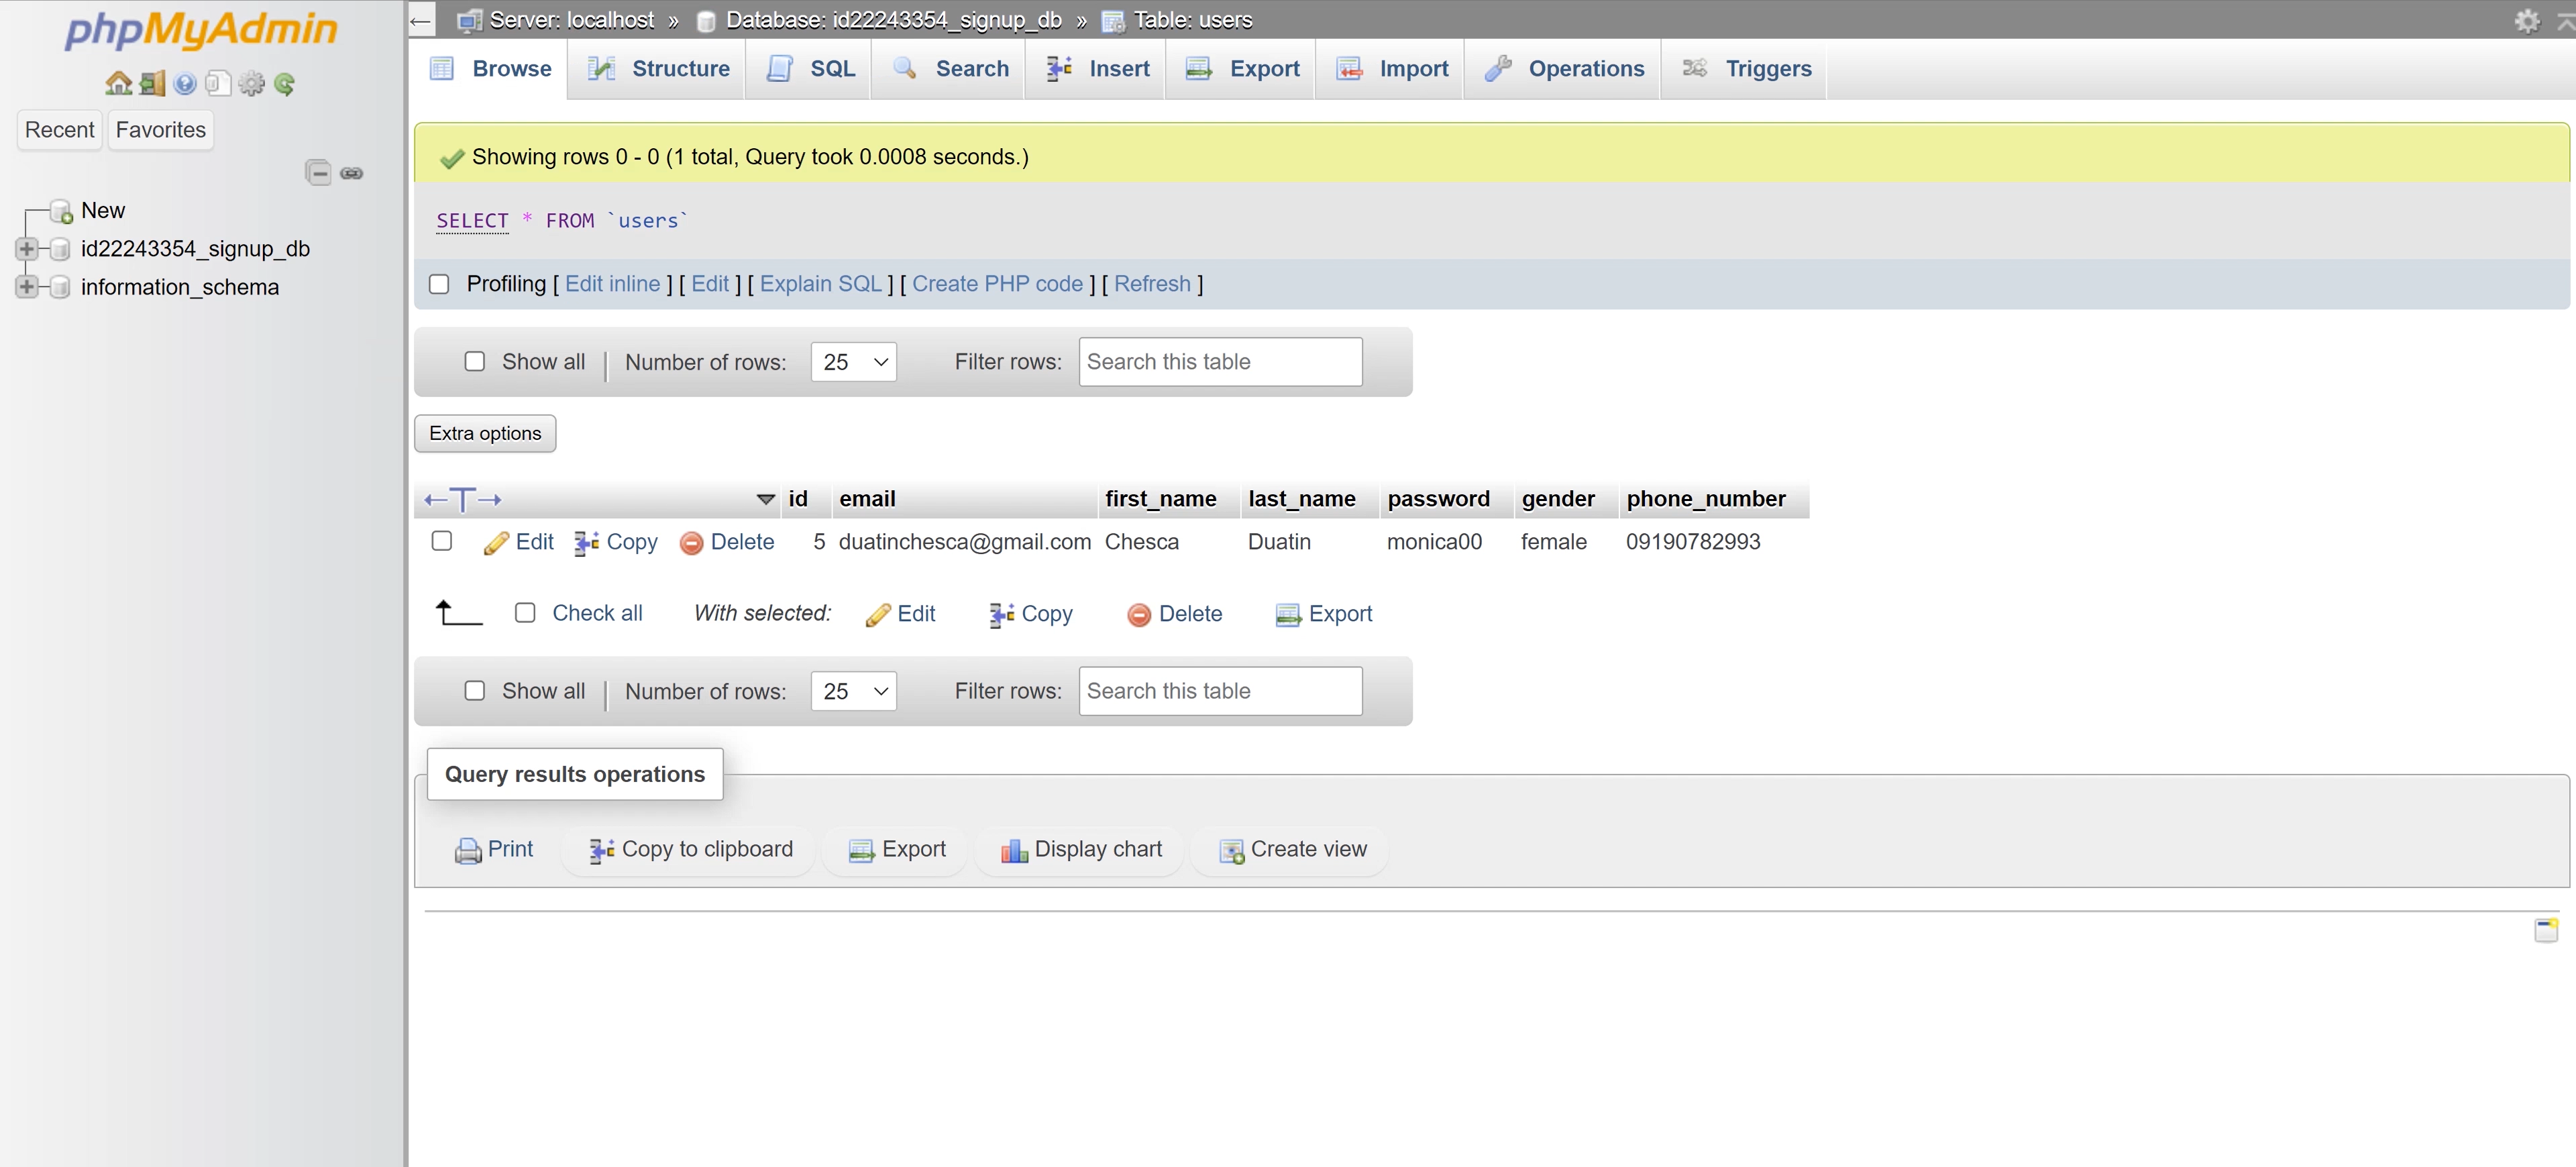 phpMyAdmin
Recent Favorites
New
id22243354_signup_db
information_schema
Server: localhost » Database: id22243354_signup_db » Table: users
Browse Structure SQL Search Insert Export Import Operations Triggers
Showing rows 0 - 0 (1 total, Query took 0.0008 seconds.)
SELECT * FROM `users`
Profiling [ Edit inline ] [ Edit ] [ Explain SQL ] [ Create PHP code ] [ Refresh ]
Show all | Number of rows: 25 Filter rows: Search this table
Extra options
←T→ id email first_name last_name password gender phone_number
Edit Copy Delete 5 duatinchesca@gmail.com Chesca Duatin monica00 female 09190782993
Check all With selected: Edit Copy Delete Export
Show all | Number of rows: 25 Filter rows: Search this table
Query results operations
Print Copy to clipboard Export Display chart Create view